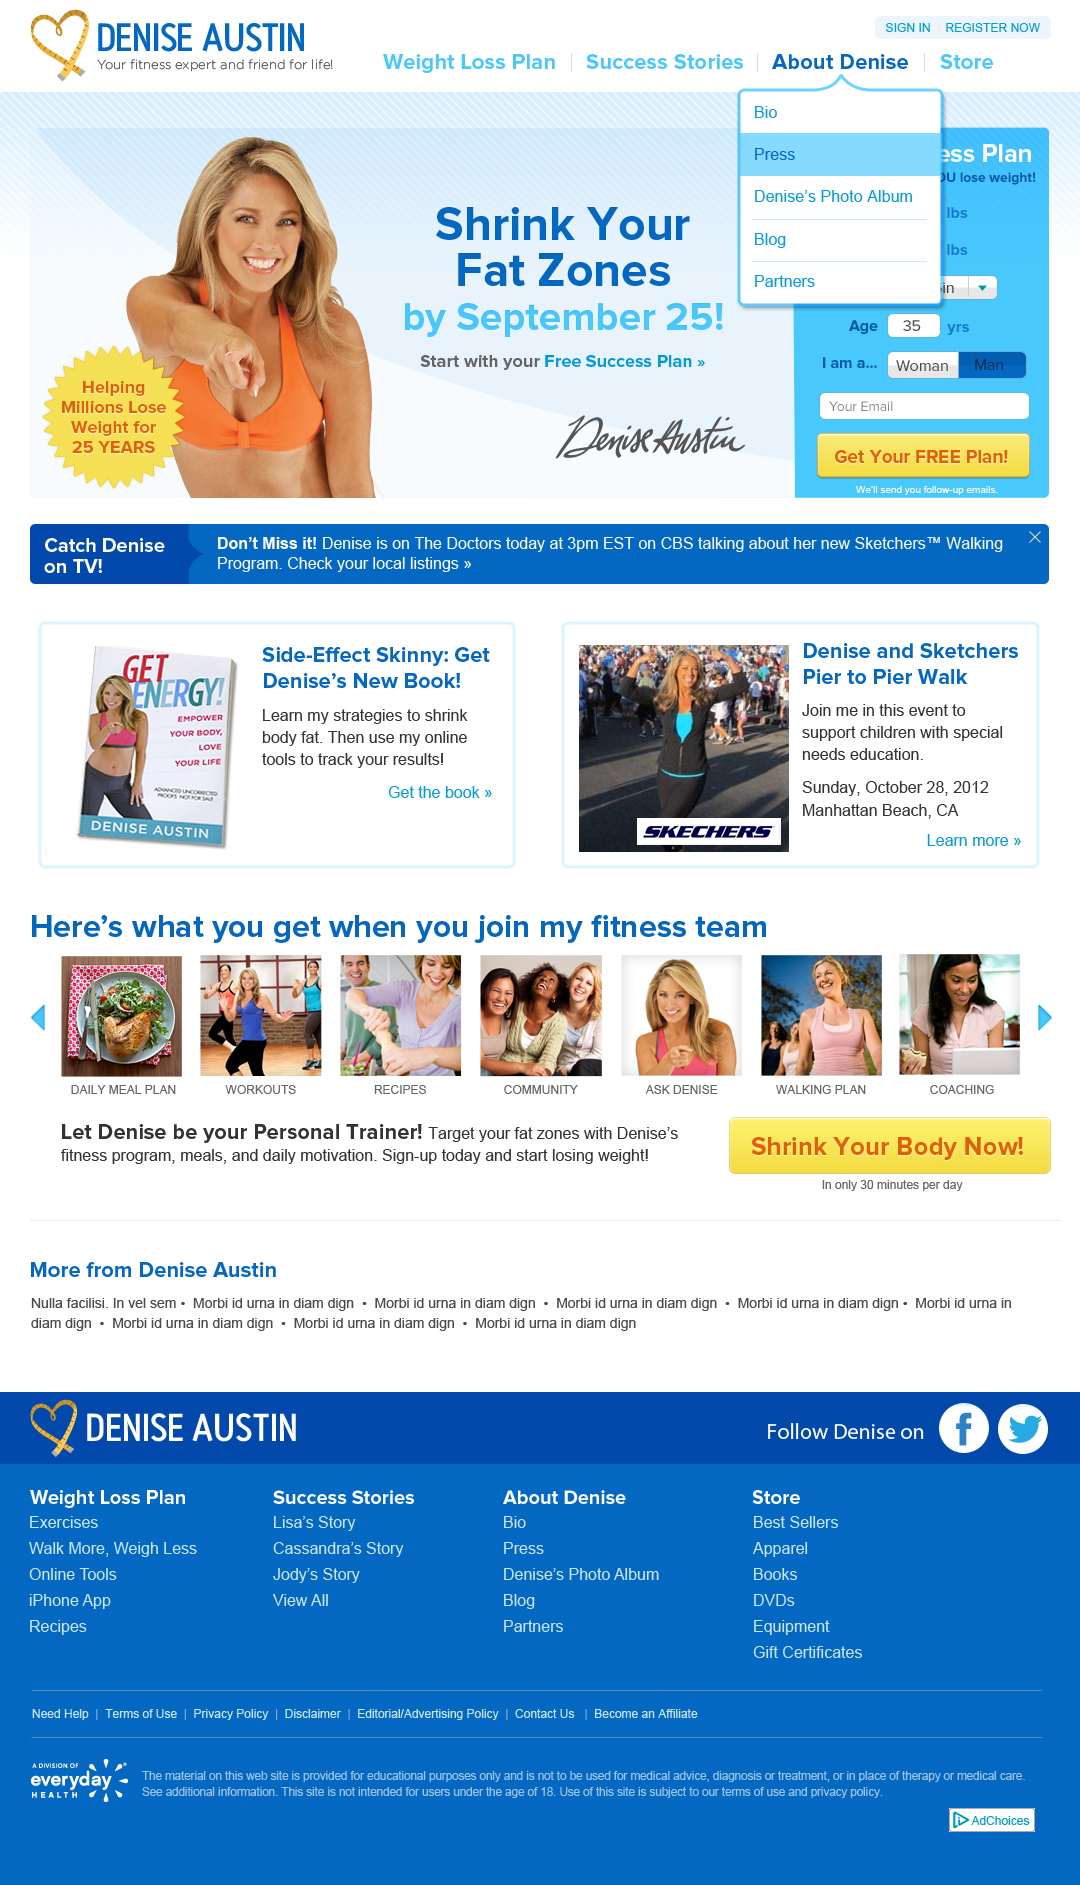 DENISE AUSTIN
Your fitness expert and friend for life!
SIGN IN
REGISTER NOW
Weight Loss Plan
Success Stories
About Denise
Store
Bio
Press
Denise's Photo Album
Blog
Partners
Shrink Your
Fat Zones
by September 25!
Start with your Free Success Plan »
Denise Austin
Helping
Millions Lose
Weight for
25 YEARS
Plan
lose weight!
lbs
lbs
Age 35 yrs
I am a... Woman Man
Your Email
Get Your FREE Plan!
We'll send you follow-up emails.
Catch Denise
on TV!
Don't Miss it! Denise is on The Doctors today at 3pm EST on CBS talking about her new Sketchers™ Walking
Program. Check your local listings »
GET
ENERGY!
EMPOWER
YOUR BODY,
LOVE
YOUR LIFE
ADVANCED UNCORRECTED
PROOFS NOT FOR SALE
DENISE AUSTIN
Side-Effect Skinny: Get
Denise's New Book!
Learn my strategies to shrink
body fat. Then use my online
tools to track your results!
Get the book »
SKECHERS
Denise and Sketchers
Pier to Pier Walk
Join me in this event to
support children with special
needs education.
Sunday, October 28, 2012
Manhattan Beach, CA
Learn more »
Here's what you get when you join my fitness team
DAILY MEAL PLAN
WORKOUTS
RECIPES
COMMUNITY
ASK DENISE
WALKING PLAN
COACHING
Let Denise be your Personal Trainer! Target your fat zones with Denise's
fitness program, meals, and daily motivation. Sign-up today and start losing weight!
Shrink Your Body Now!
In only 30 minutes per day
More from Denise Austin
Nulla facilisi. In vel sem • Morbi id urna in diam dign • Morbi id urna in diam dign • Morbi id urna in diam dign • Morbi id urna in diam dign • Morbi id urna in
diam dign • Morbi id urna in diam dign • Morbi id urna in diam dign • Morbi id urna in diam dign
DENISE AUSTIN
Follow Denise on
Weight Loss Plan
Exercises
Walk More, Weigh Less
Online Tools
iPhone App
Recipes
Success Stories
Lisa's Story
Cassandra's Story
Jody's Story
View All
About Denise
Bio
Press
Denise's Photo Album
Blog
Partners
Store
Best Sellers
Apparel
Books
DVDs
Equipment
Gift Certificates
Need Help | Terms of Use | Privacy Policy | Disclaimer | Editorial/Advertising Policy | Contact Us | Become an Affiliate
A DIVISION OF
everyday
HEALTH
The material on this web site is provided for educational purposes only and is not to be used for medical advice, diagnosis or treatment, or in place of therapy or medical care.
See additional information. This site is not intended for users under the age of 18. Use of this site is subject to our terms of use and privacy policy.
AdChoices